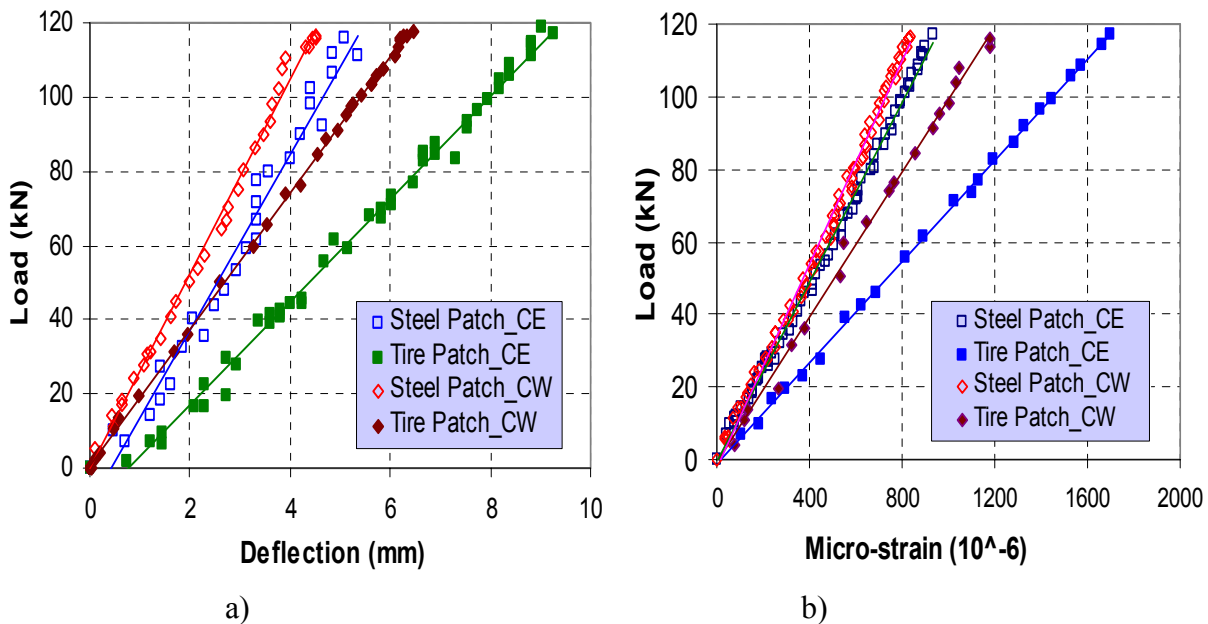 120
100
80
60
40
20
0
Load (kN)
0 2 4 6 8 10
Deflection (mm)
Steel Patch_CE
Tire Patch_CE
Steel Patch_CW
Tire Patch_CW
a)
120
100
80
60
40
20
0
Load (kN)
0 400 800 1200 1600 2000
Micro-strain (10^-6)
Steel Patch_CE
Tire Patch_CE
Steel Patch_CW
Tire Patch_CW
b)